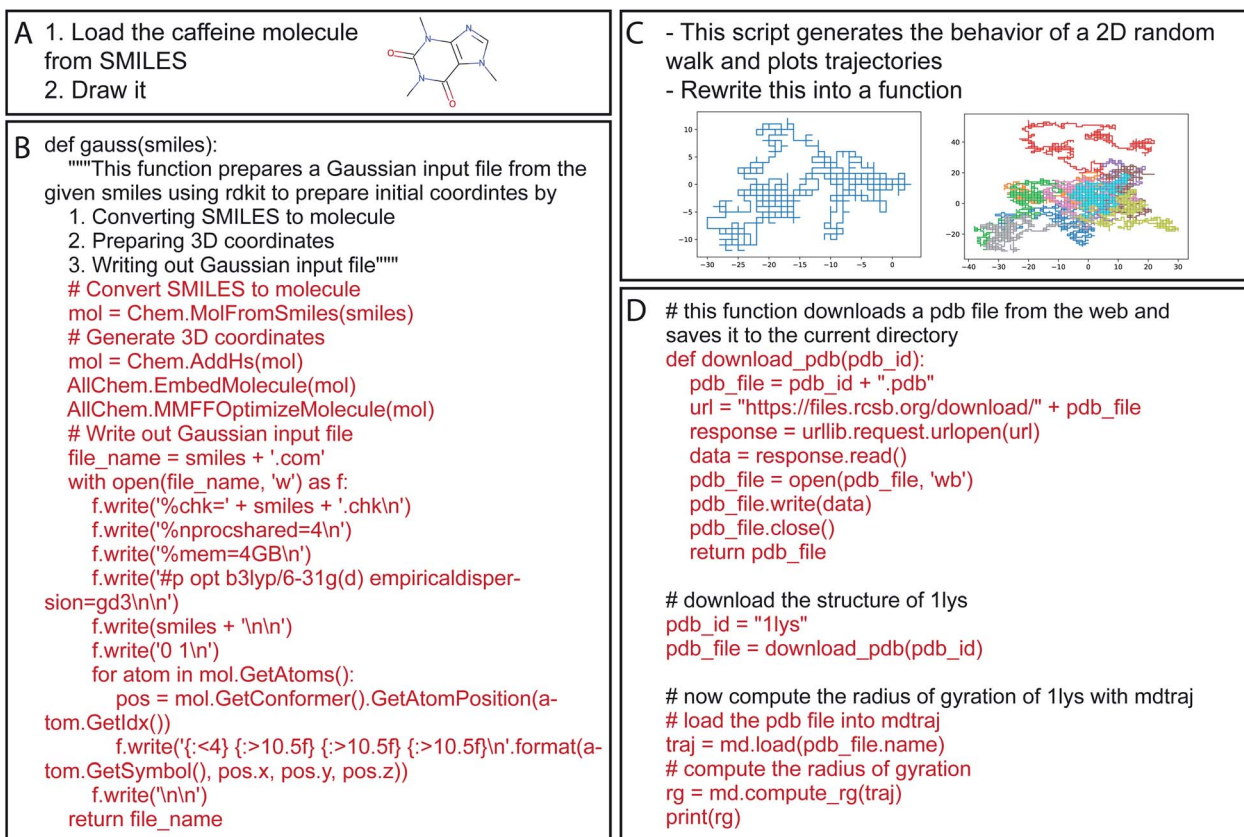 A 1. Load the caffeine molecule
from SMILES
2. Draw it
N
N
O
N
N
O
B def gauss(smiles):
"""This function prepares a Gaussian input file from the
given smiles using rdkit to prepare initial coordintes by
1. Converting SMILES to molecule
2. Preparing 3D coordinates
3. Writing out Gaussian input file"""
# Convert SMILES to molecule
mol = Chem.MolFromSmiles(smiles)
# Generate 3D coordinates
mol = Chem.AddHs(mol)
AllChem.EmbedMolecule(mol)
AllChem.MMFFOptimizeMolecule(mol)
# Write out Gaussian input file
file_name = smiles + '.com'
with open(file_name, 'w') as f:
f.write('%chk=' + smiles + '.chk\n')
f.write('%nprocshared=4\n')
f.write('%mem=4GB\n')
f.write('#p opt b3lyp/6-31g(d) empiricaldisper-
sion=gd3\n\n')
f.write(smiles + '\n\n')
f.write('0 1\n')
for atom in mol.GetAtoms():
pos = mol.GetConformer().GetAtomPosition(a-
tom.GetIdx())
f.write('{:<4} {:>10.5f} {:>10.5f} {:>10.5f}\n'.format(a-
tom.GetSymbol(), pos.x, pos.y, pos.z))
f.write('\n\n')
return file_name
C - This script generates the behavior of a 2D random
walk and plots trajectories
- Rewrite this into a function
10
5
0
−5
−10
−30 −25 −20 −15 −10 −5 0
40
20
0
−20
−40 −30 −20 −10 0 10 20 30
D # this function downloads a pdb file from the web and
saves it to the current directory
def download_pdb(pdb_id):
pdb_file = pdb_id + ".pdb"
url = "https://files.rcsb.org/download/" + pdb_file
response = urllib.request.urlopen(url)
data = response.read()
pdb_file = open(pdb_file, 'wb')
pdb_file.write(data)
pdb_file.close()
return pdb_file
# download the structure of 1lys
pdb_id = "1lys"
pdb_file = download_pdb(pdb_id)
# now compute the radius of gyration of 1lys with mdtraj
# load the pdb file into mdtraj
traj = md.load(pdb_file.name)
# compute the radius of gyration
rg = md.compute_rg(traj)
print(rg)